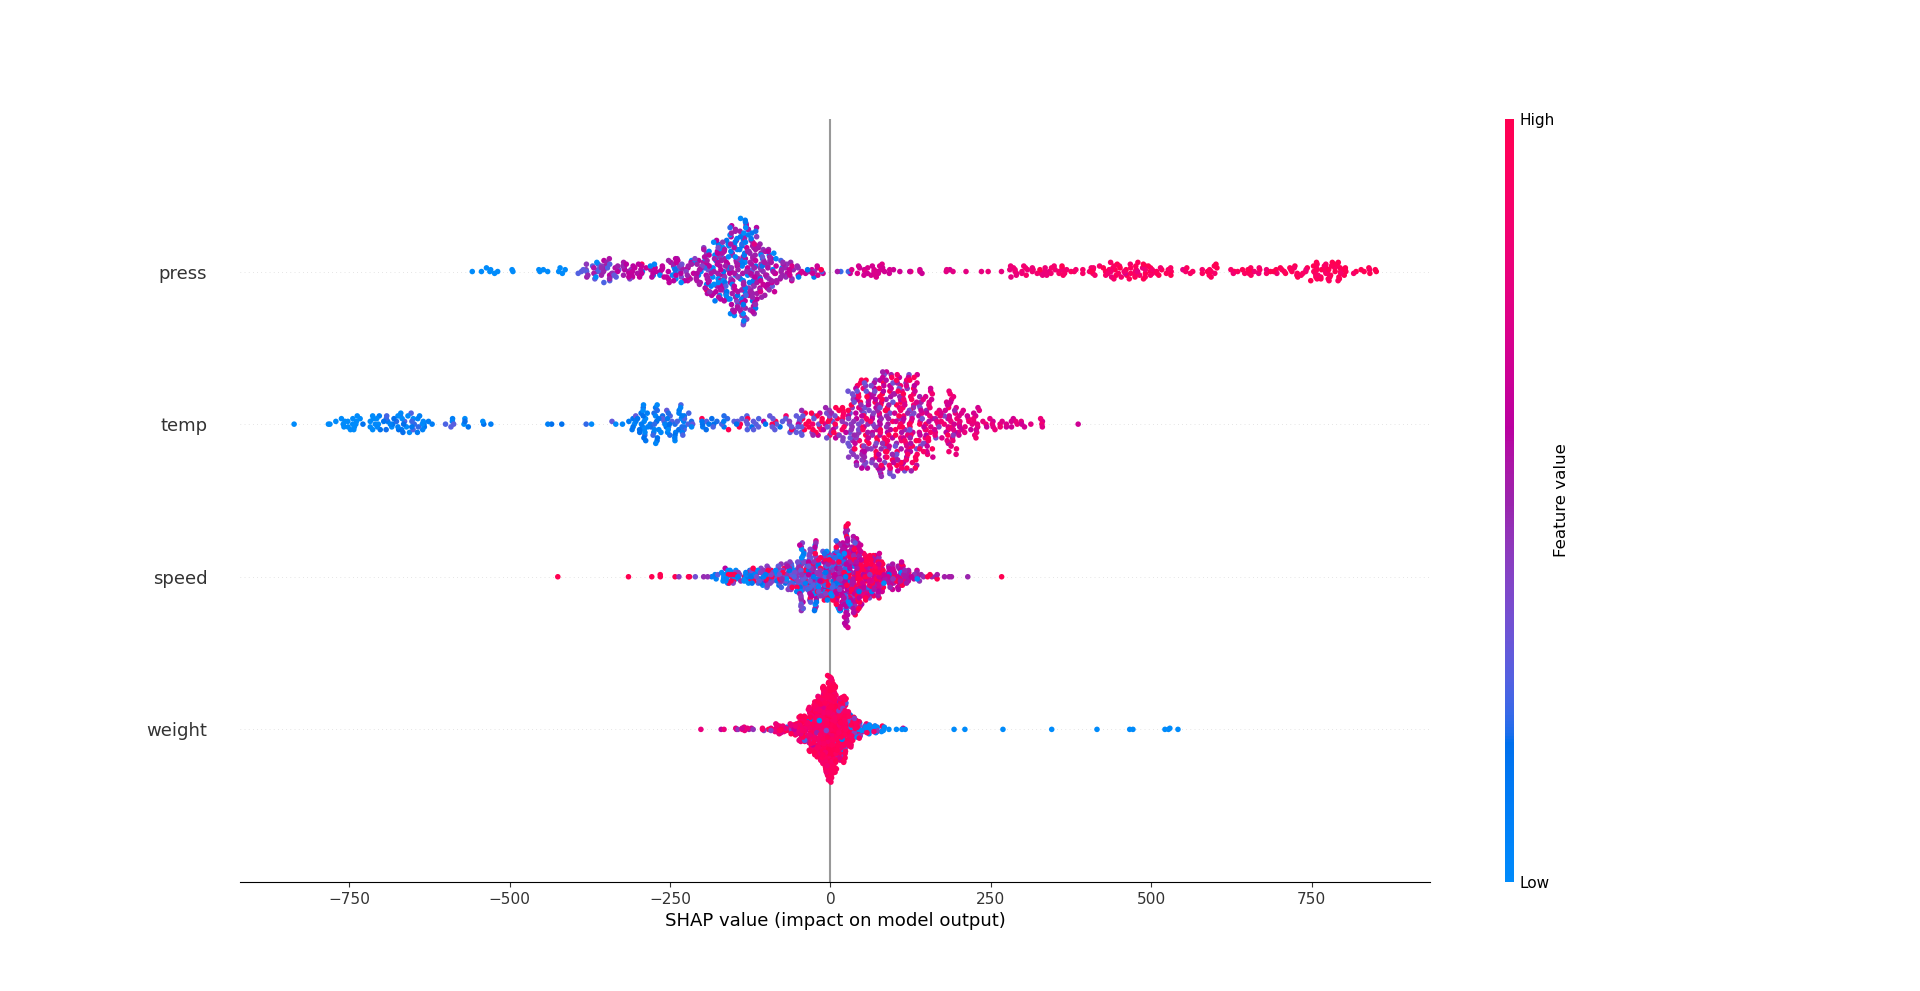 High
press
temp
speed
weight
Feature value
Low
−750 −500 −250 0 250 500 750
SHAP value (impact on model output)